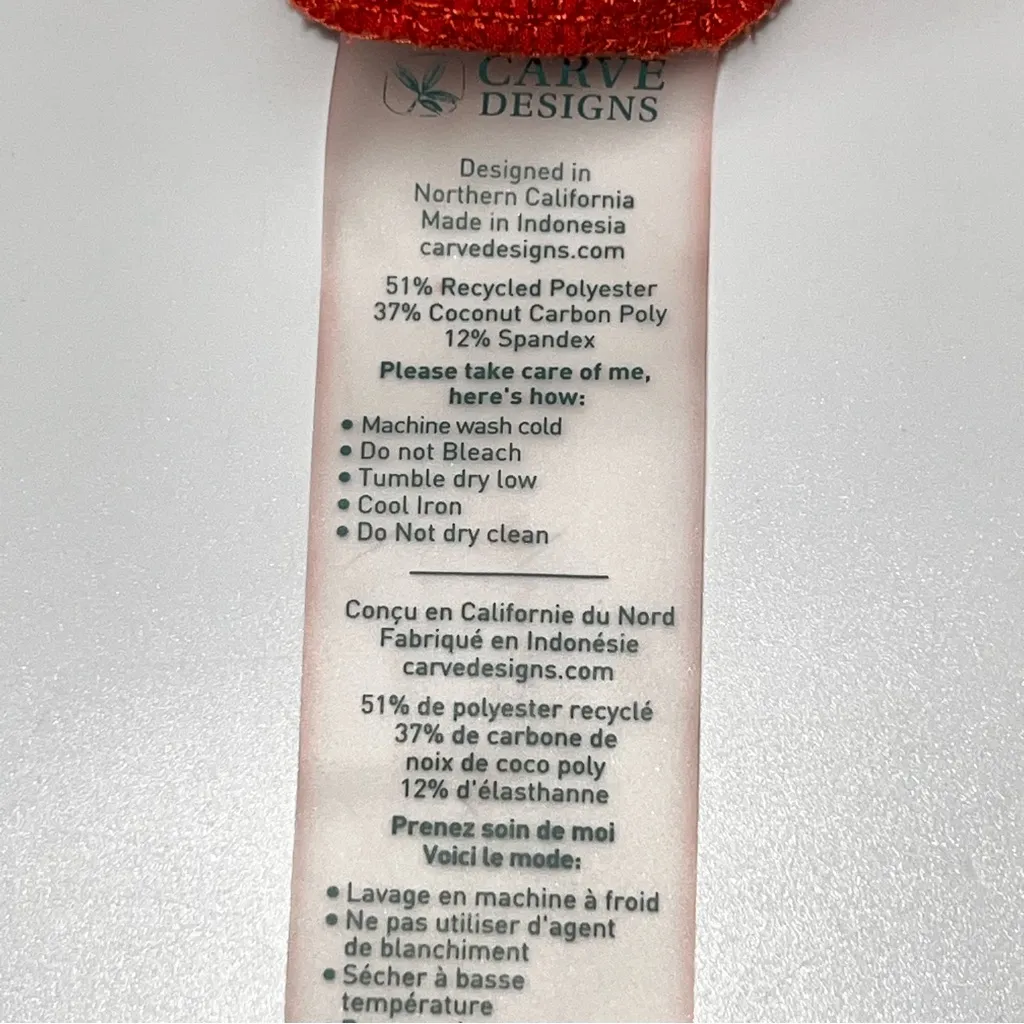 CARVE
DESIGNS
Designed in
Northern California
Made in Indonesia
carvedesigns.com
51% Recycled Polyester
37% Coconut Carbon Poly
12% Spandex
Please take care of me,
here's how:
• Machine wash cold
• Do not Bleach
• Tumble dry low
• Cool Iron
• Do Not dry clean
Conçu en Californie du Nord
Fabriqué en Indonésie
carvedesigns.com
51% de polyester recyclé
37% de carbone de
noix de coco poly
12% d'élasthanne
Prenez soin de moi
Voici le mode:
• Lavage en machine à froid
• Ne pas utiliser d'agent
de blanchiment
• Sécher à basse
température